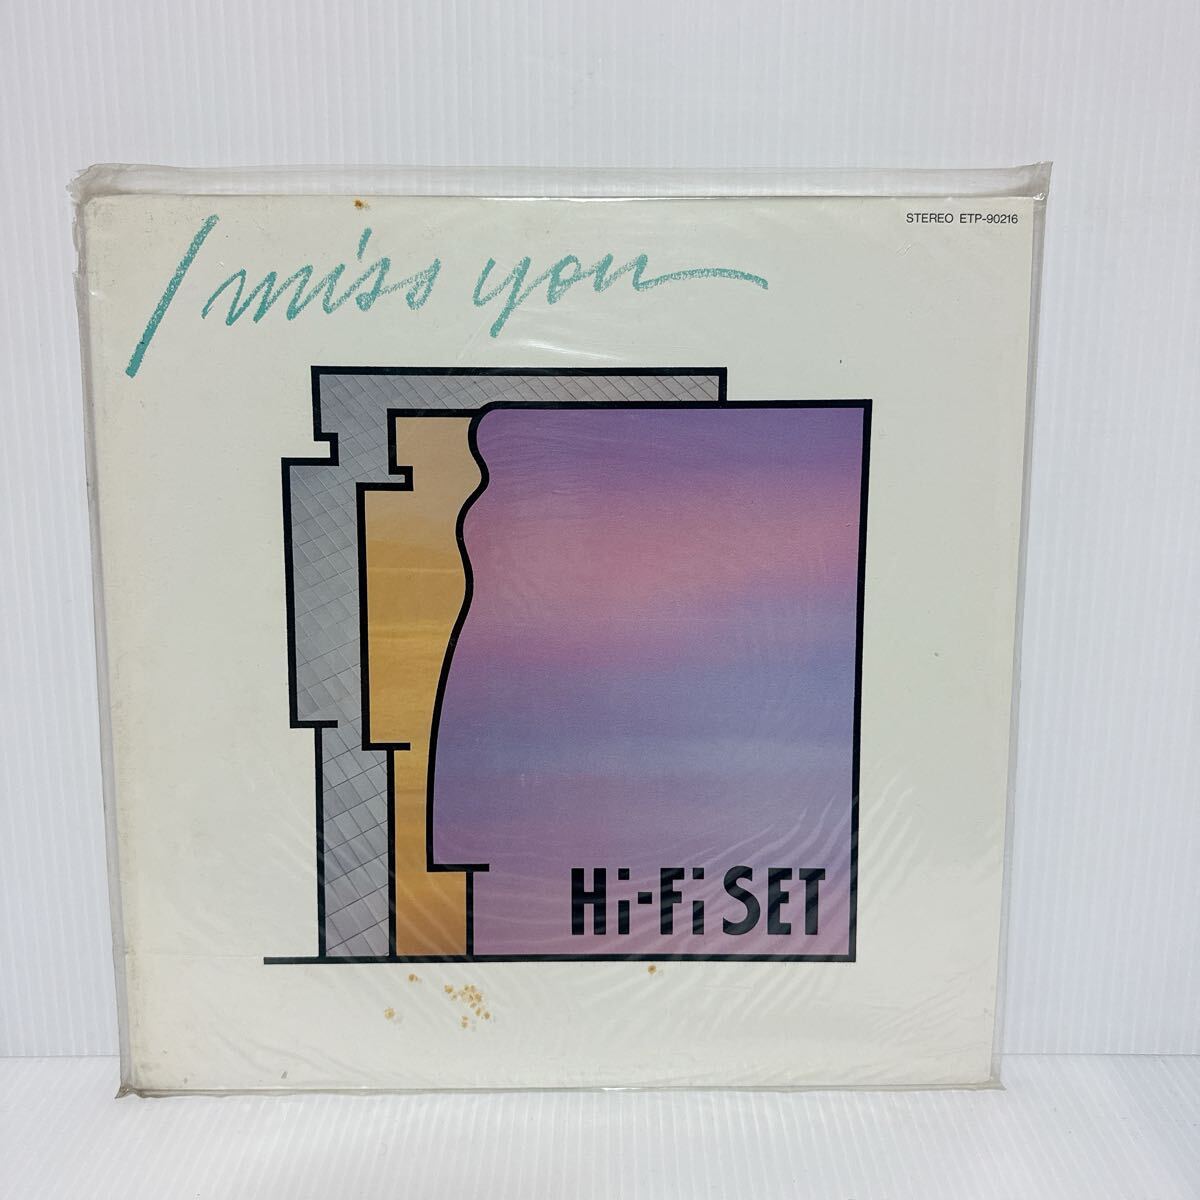 STEREO ETP-90216
I miss you
Hi-Fi SET